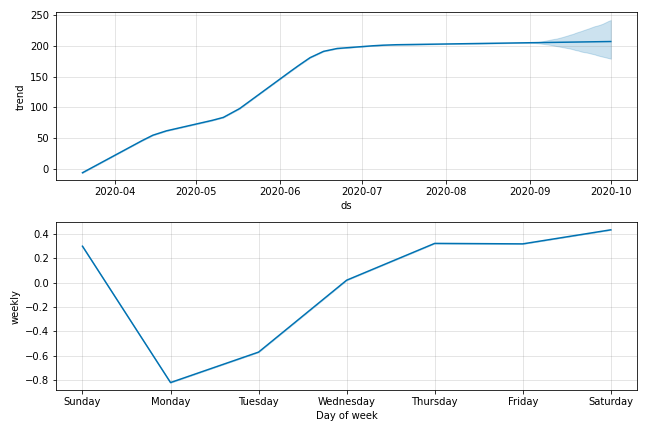 250
200
150
100
50
0
trend
2020-04 2020-05 2020-06 2020-07 2020-08 2020-09 2020-10
ds
0.4
0.2
0.0
−0.2
−0.4
−0.6
−0.8
weekly
Sunday Monday Tuesday Wednesday Thursday Friday Saturday
Day of week